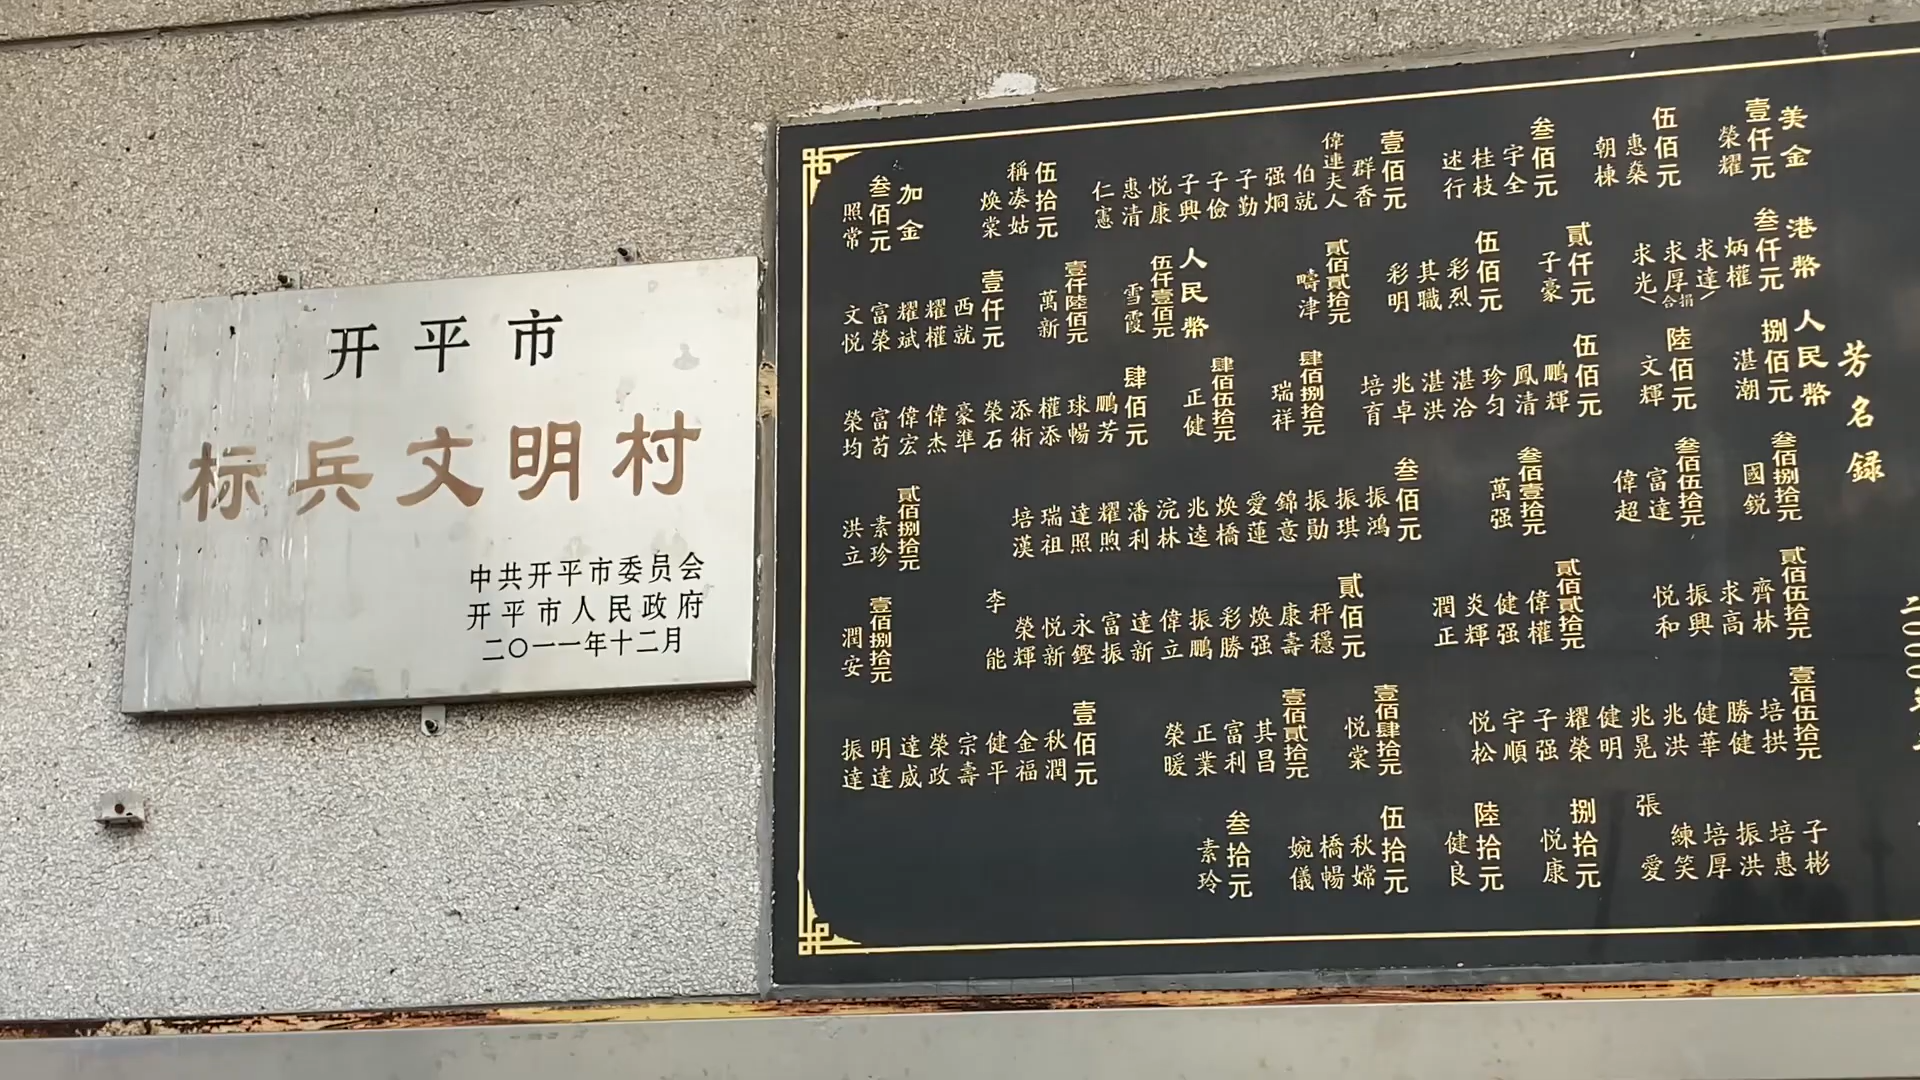 开平市
标兵文明村
中共开平市委员会
开平市人民政府
二〇一一年十二月
芳名録
美金
壹仟元
榮耀
伍佰元
惠燊
朝棟
叁佰元
宇全
桂枝
述行
壹佰元
群香
偉連夫人
伯就
强炯
子勤
子儉
子興
悦康
惠清
仁憲
伍拾元
稱湊姑
焕棠
加金
叁佰元
照常
港幣
叁仟元
炳權
求達
求厚
求光
合捐
貳仟元
子豪
伍佰元
彩烈
其職
彩明
貳佰貳拾元
疇津
人民幣
伍仟壹佰元
雪霞
壹仟陸佰元
萬新
壹仟元
西就
耀權
耀斌
富榮
文悦
人民幣
捌佰元
湛潮
陸佰元
文輝
伍佰元
鵬輝
鳳清
珍匀
湛洽
湛洪
兆卓
培育
肆佰捌拾元
瑞祥
肆佰伍拾元
正健
肆佰元
鵬芳
球暢
權添
添術
榮石
豪準
偉杰
偉宏
富苟
榮均
叁佰捌拾元
國鋭
叁佰伍拾元
富達
偉超
叁佰壹拾元
萬强
叁佰元
振鴻
振琪
振勛
錦意
愛蓮
焕橋
兆逵
浣林
潘利
耀煦
達照
瑞祖
培漢
貳佰捌拾元
素珍
洪立
貳佰伍拾元
齊林
求高
振興
悦和
貳佰貳拾元
偉權
健强
炎輝
潤正
貳佰元
秤穩
康壽
焕强
彩勝
振鵬
偉立
達新
富振
永鏗
悦新
榮輝
李能
壹佰捌拾元
潤安
壹佰伍拾元
培拱
勝健
健華
兆洪
兆晃
健明
耀榮
子强
宇順
悦松
壹佰肆拾元
悦棠
壹佰貳拾元
其昌
富利
正業
榮暖
壹佰元
秋潤
金福
健平
宗壽
榮政
達威
明達
振達
子彬
培惠
振洪
培厚
練笑
張愛
捌拾元
悦康
陸拾元
健良
伍拾元
秋嫦
橋暢
婉儀
叁拾元
素玲